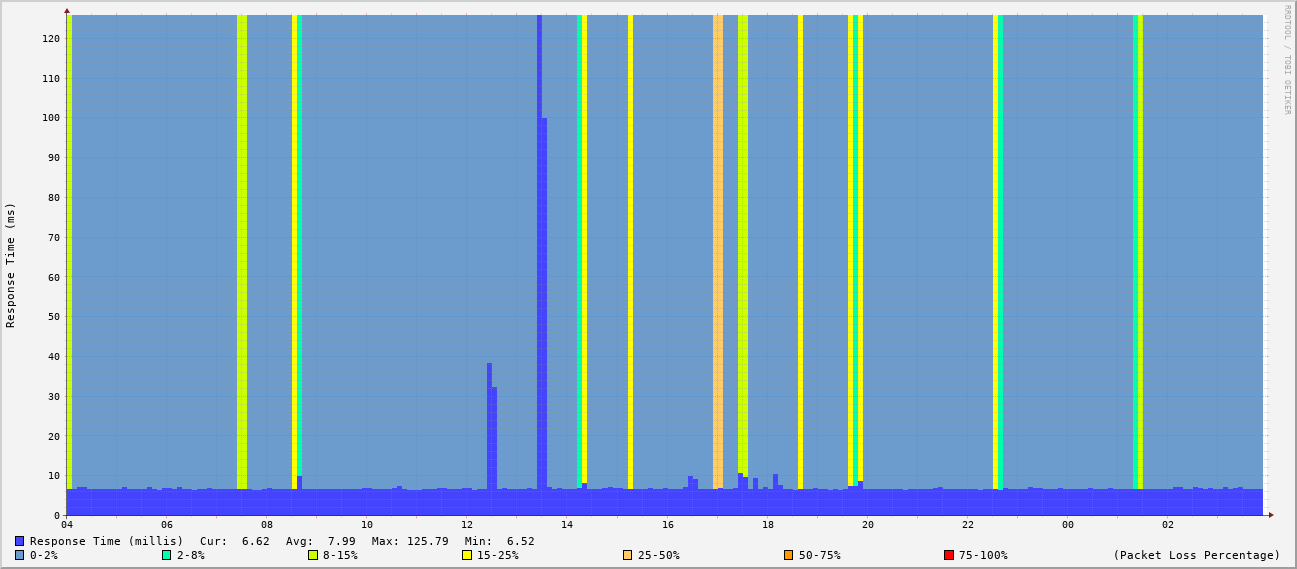 RRDTOOL / TOBI OETIKER
Response Time (ms)
120
110
100
90
80
70
60
50
40
30
20
10
0
04 06 08 10 12 14 16 18 20 22 00 02
Response Time (millis) Cur: 6.62 Avg: 7.99 Max: 125.79 Min: 6.52
0-2% 2-8% 8-15% 15-25% 25-50% 50-75% 75-100% (Packet Loss Percentage)